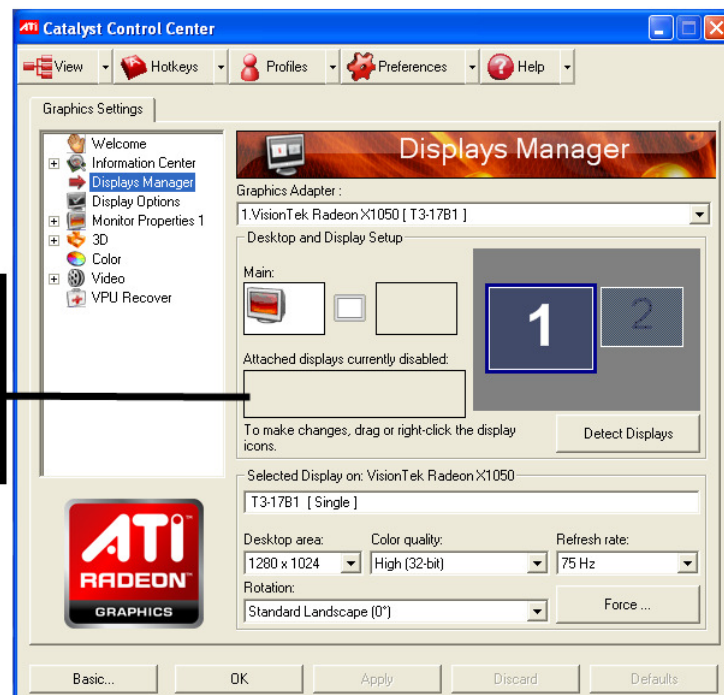 ATI Catalyst Control Center
View Hotkeys Profiles Preferences Help
Graphics Settings
Welcome
Information Center
Displays Manager
Display Options
Monitor Properties 1
3D
Color
Video
VPU Recover
Displays Manager
Graphics Adapter :
1.VisionTek Radeon X1050 [ T3-17B1 ]
Desktop and Display Setup
Main:
1
2
Attached displays currently disabled:
To make changes, drag or right-click the display
icons.
Detect Displays
Selected Display on: VisionTek Radeon X1050
T3-17B1 [ Single ]
Desktop area: Color quality: Refresh rate:
1280 x 1024 High (32-bit) 75 Hz
Rotation:
Standard Landscape (0°)
Force ...
ATI
RADEON
GRAPHICS
Basic... OK Apply Discard Defaults